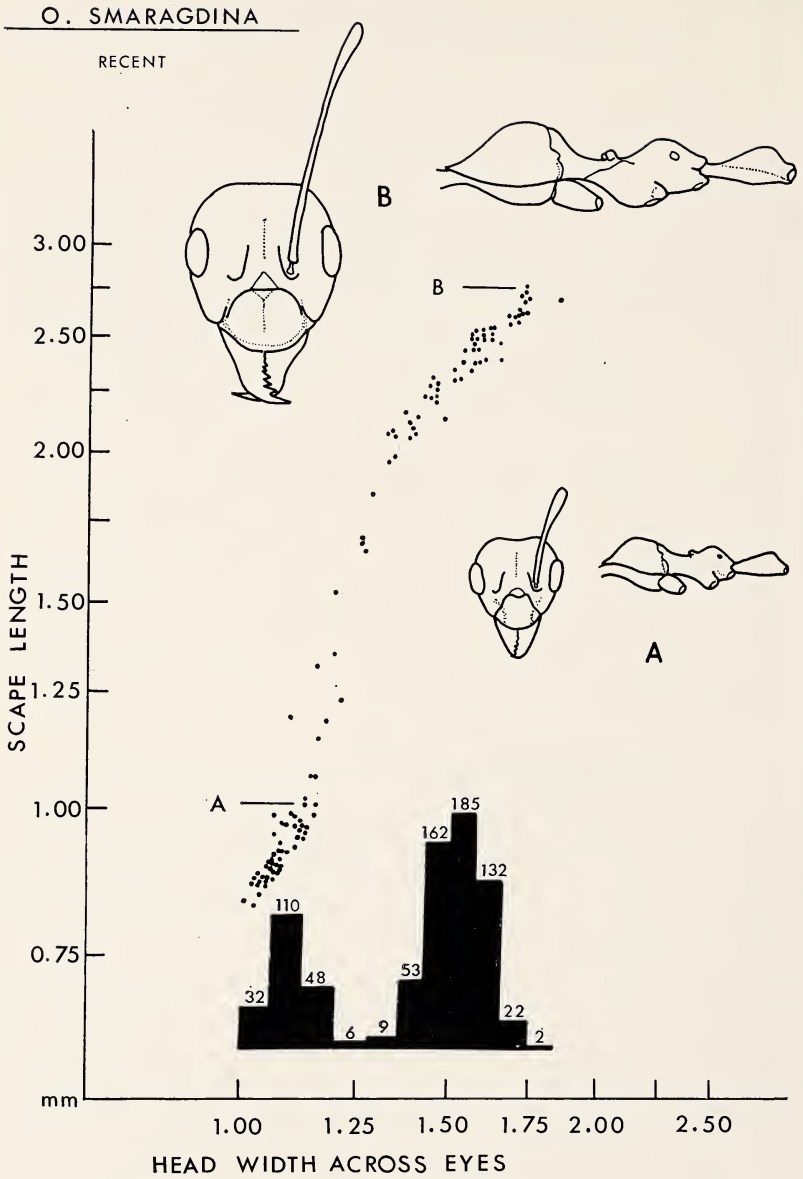 O. SMARAGDINA
RECENT
B
3.00
B
2.50
2.00
SCAPE LENGTH
1.50
A
1.25
A
1.00
185
162
132
110
0.75
53
48
32
22
9
6
2
mm
1.00 1.25 1.50 1.75 2.00 2.50
HEAD WIDTH ACROSS EYES